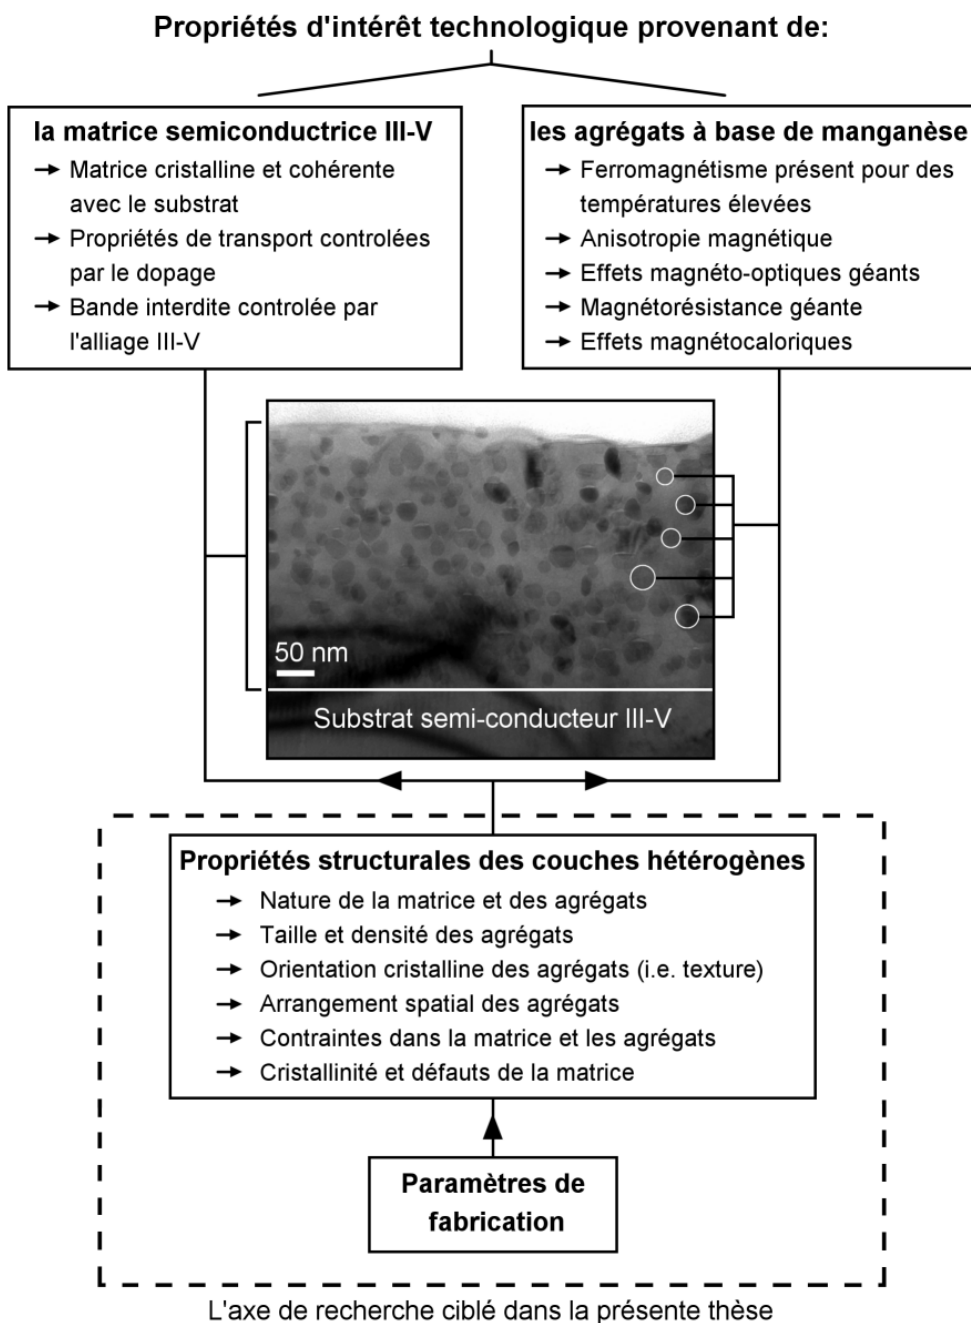 Propriétés d'intérêt technologique provenant de:
la matrice semiconductrice III-V
→ Matrice cristalline et cohérente
avec le substrat
→ Propriétés de transport controlées
par le dopage
→ Bande interdite controlée par
l'alliage III-V
les agrégats à base de manganèse
→ Ferromagnétisme présent pour des
températures élevées
→ Anisotropie magnétique
→ Effets magnéto-optiques géants
→ Magnétorésistance géante
→ Effets magnétocaloriques
50 nm
Substrat semi-conducteur III-V
Propriétés structurales des couches hétérogènes
→ Nature de la matrice et des agrégats
→ Taille et densité des agrégats
→ Orientation cristalline des agrégats (i.e. texture)
→ Arrangement spatial des agrégats
→ Contraintes dans la matrice et les agrégats
→ Cristallinité et défauts de la matrice
Paramètres de
fabrication
L'axe de recherche ciblé dans la présente thèse